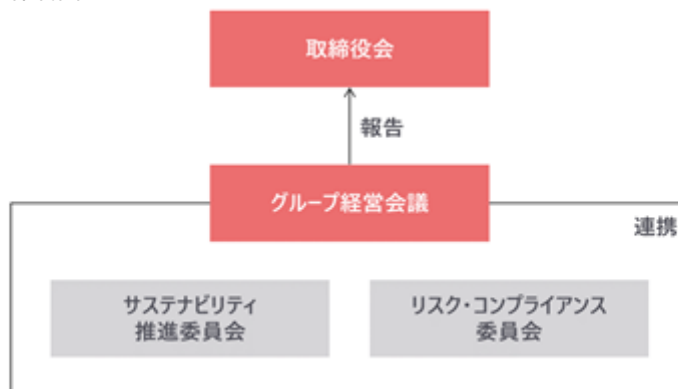 取締役会
報告
グループ経営会議
連携
サステナビリティ
推進委員会
リスク・コンプライアンス
委員会